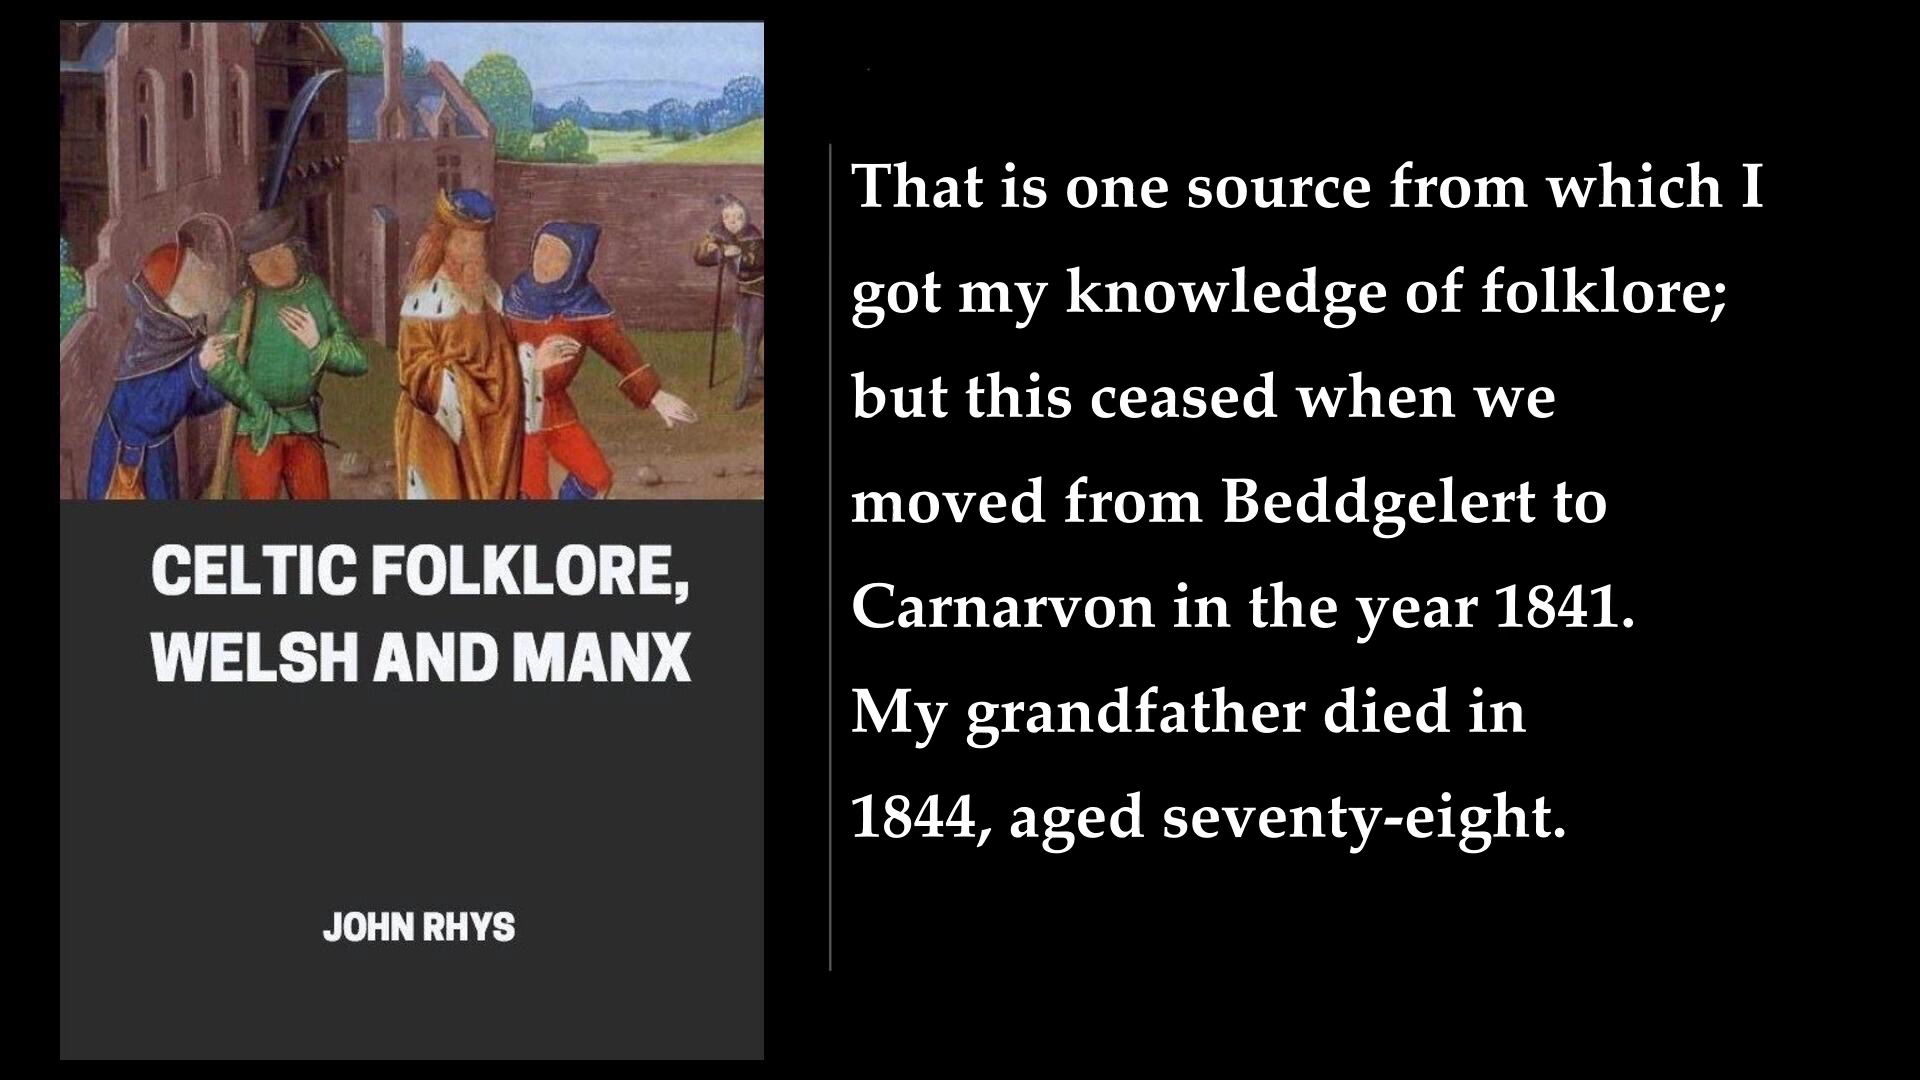 CELTIC FOLKLORE,
WELSH AND MANX
JOHN RHYS
That is one source from which I
got my knowledge of folklore;
but this ceased when we
moved from Beddgelert to
Carnarvon in the year 1841.
My grandfather died in
1844, aged seventy-eight.